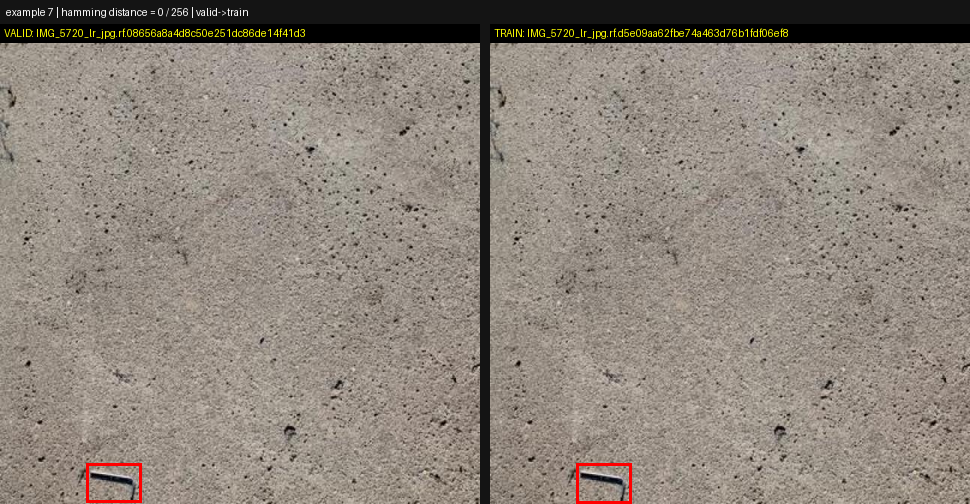 example 7 | hamming distance = 0 / 256 | valid->train
VALID: IMG_5720_lr_jpg.rf.08656a8a4d8c50e251dc86de14f41d3
TRAIN: IMG_5720_lr_jpg.rf.d5e09aa62fbe74a463d76b1fdf06ef8